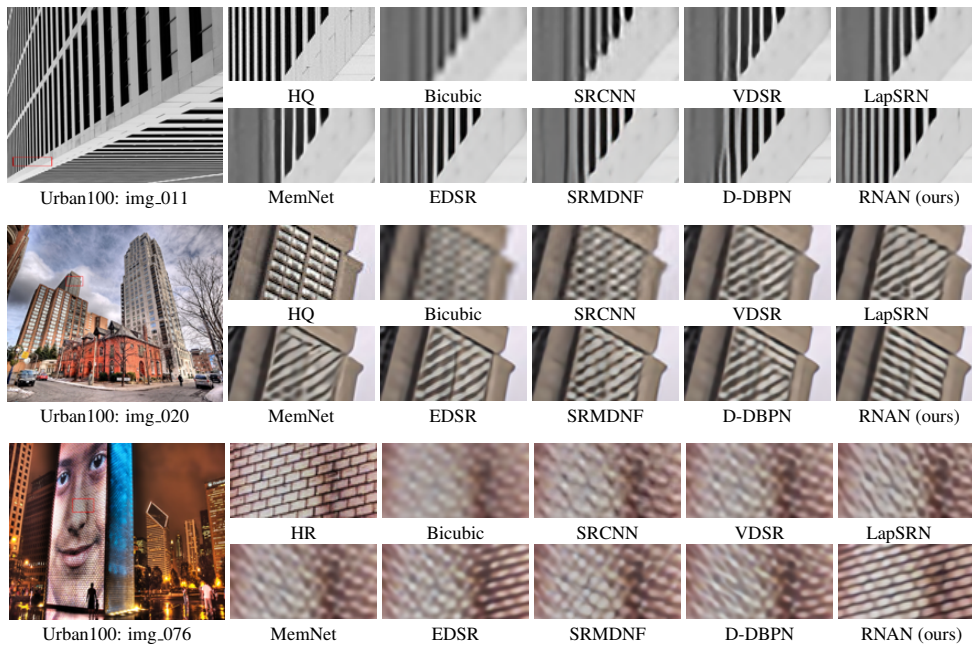 HQ Bicubic SRCNN VDSR LapSRN
Urban100: img_011 MemNet EDSR SRMDNF D-DBPN RNAN (ours)
HQ Bicubic SRCNN VDSR LapSRN
Urban100: img_020 MemNet EDSR SRMDNF D-DBPN RNAN (ours)
HR Bicubic SRCNN VDSR LapSRN
Urban100: img_076 MemNet EDSR SRMDNF D-DBPN RNAN (ours)